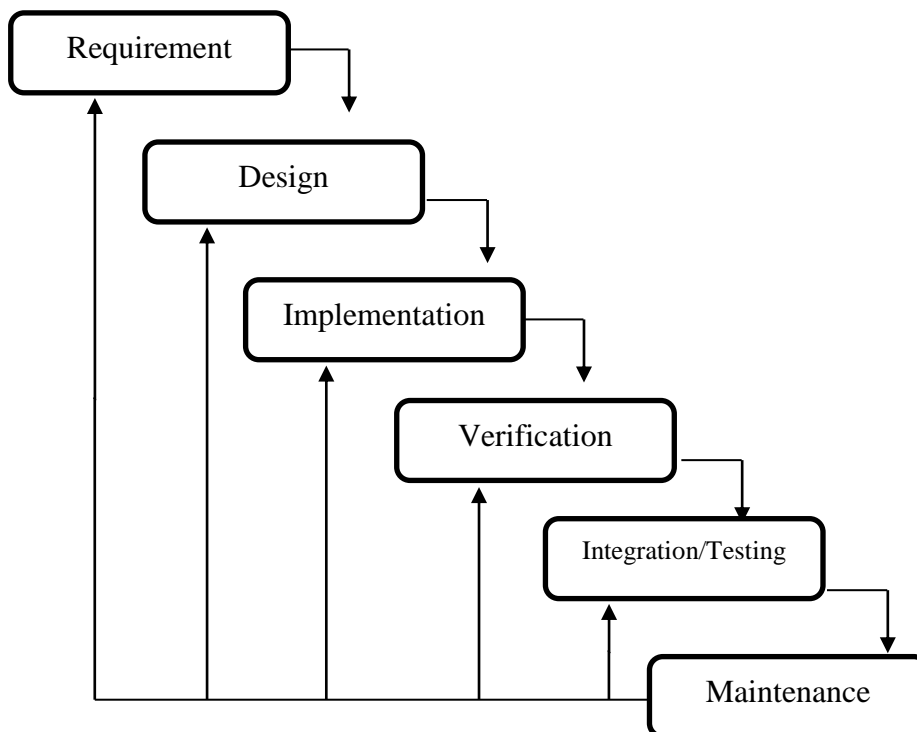 Requirement
Design
Implementation
Verification
Integration/Testing
Maintenance